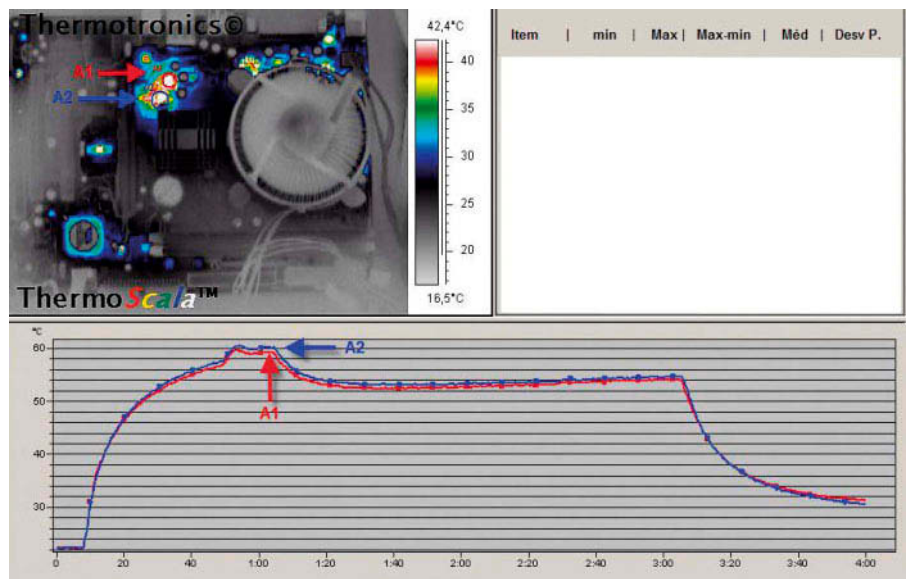 Thermotronics©
A1
A2
ThermoScala™
42,4°C
40
35
30
25
20
16,5°C
Item | min | Max | Max-min | Méd | Desv P.
°C
60
50
40
30
A2
A1
0 20 40 1:00 1:20 1:40 2:00 2:20 2:40 3:00 3:20 3:40 4:00